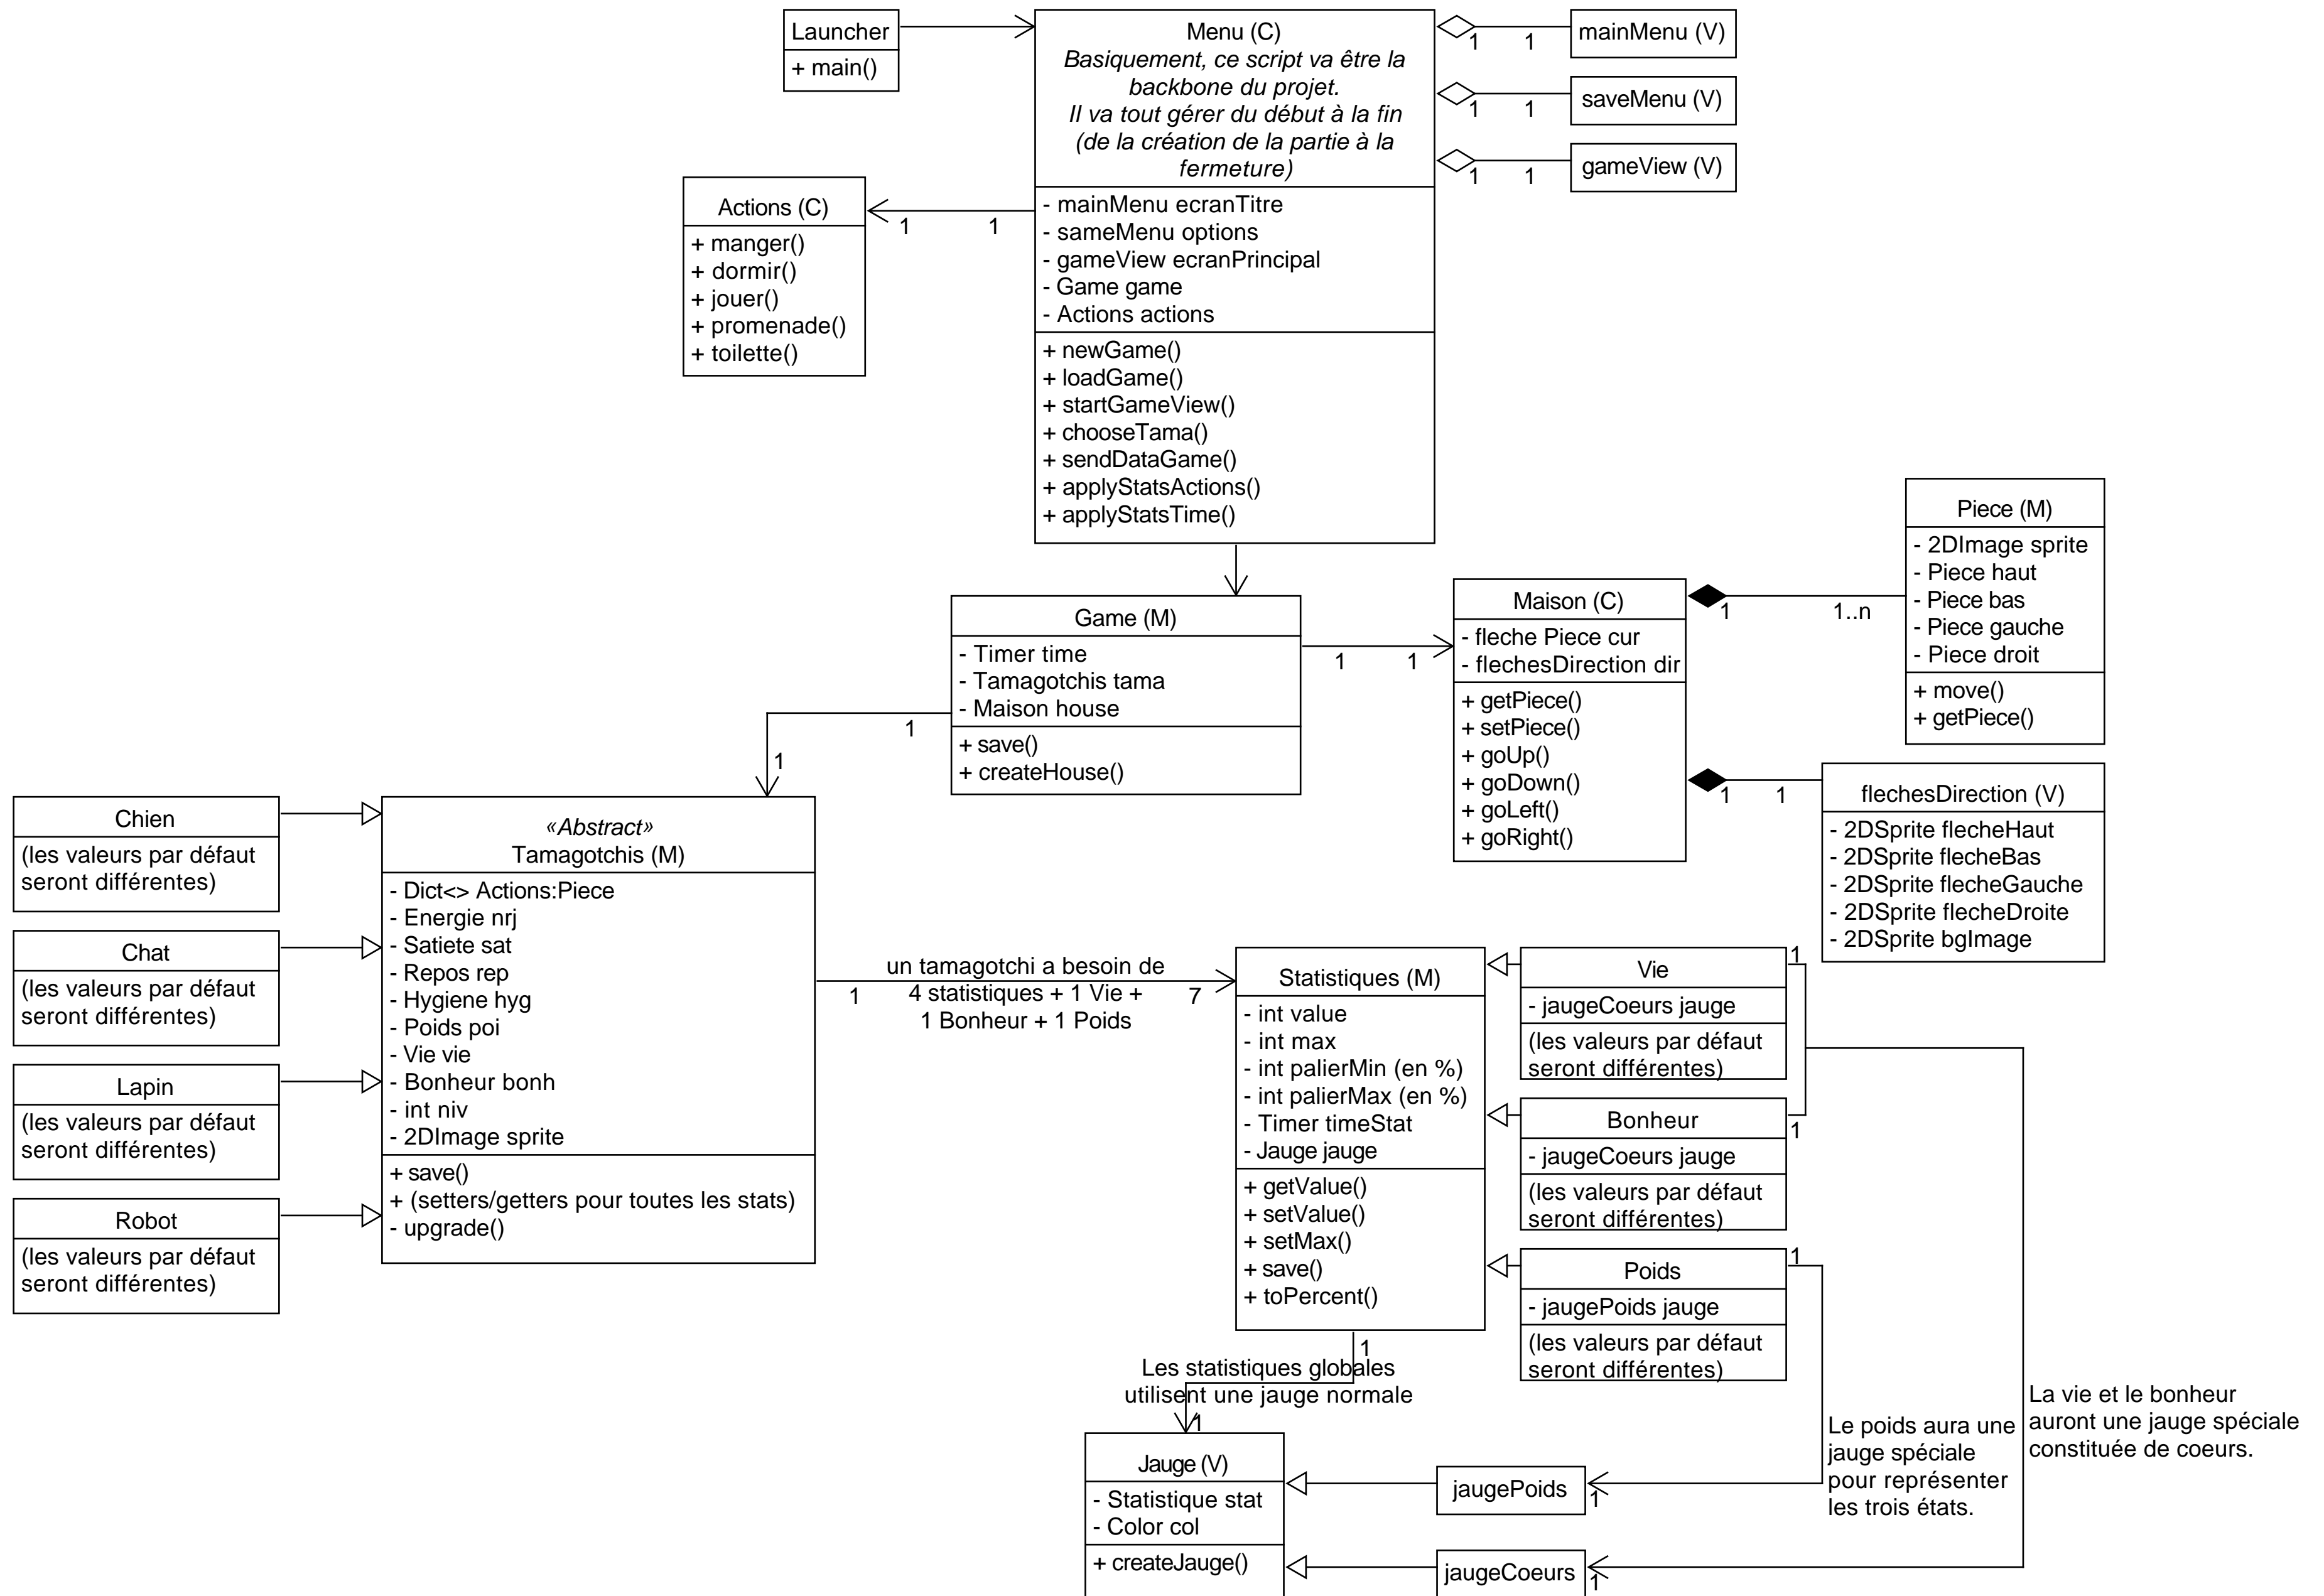 Launcher
+ main()
Menu (C)
Basiquement, ce script va être la
backbone du projet.
Il va tout gérer du début à la fin
(de la création de la partie à la
fermeture)
- mainMenu ecranTitre
- sameMenu options
- gameView ecranPrincipal
- Game game
- Actions actions
+ newGame()
+ loadGame()
+ startGameView()
+ chooseTama()
+ sendDataGame()
+ applyStatsActions()
+ applyStatsTime()
1 1
mainMenu (V)
1 1
saveMenu (V)
1 1
gameView (V)
Actions (C)
+ manger()
+ dormir()
+ jouer()
+ promenade()
+ toilette()
1 1
Game (M)
- Timer time
- Tamagotchis tama
- Maison house
+ save()
+ createHouse()
1 1
Maison (C)
- fleche Piece cur
- flechesDirection dir
+ getPiece()
+ setPiece()
+ goUp()
+ goDown()
+ goLeft()
+ goRight()
1 1..n
Piece (M)
- 2DImage sprite
- Piece haut
- Piece bas
- Piece gauche
- Piece droit
+ move()
+ getPiece()
1 1
flechesDirection (V)
- 2DSprite flecheHaut
- 2DSprite flecheBas
- 2DSprite flecheGauche
- 2DSprite flecheDroite
- 2DSprite bgImage
1
1
Chien
(les valeurs par défaut
seront différentes)
Chat
(les valeurs par défaut
seront différentes)
Lapin
(les valeurs par défaut
seront différentes)
Robot
(les valeurs par défaut
seront différentes)
«Abstract»
Tamagotchis (M)
- Dict<> Actions:Piece
- Energie nrj
- Satiete sat
- Repos rep
- Hygiene hyg
- Poids poi
- Vie vie
- Bonheur bonh
- int niv
- 2DImage sprite
+ save()
+ (setters/getters pour toutes les stats)
- upgrade()
un tamagotchi a besoin de
1 4 statistiques + 1 Vie + 7
1 Bonheur + 1 Poids
Statistiques (M)
- int value
- int max
- int palierMin (en %)
- int palierMax (en %)
- Timer timeStat
- Jauge jauge
+ getValue()
+ setValue()
+ setMax()
+ save()
+ toPercent()
Vie
- jaugeCoeurs jauge
(les valeurs par défaut
seront différentes)
1
Bonheur
- jaugeCoeurs jauge
(les valeurs par défaut
seront différentes)
1
Poids
- jaugePoids jauge
(les valeurs par défaut
seront différentes)
1
1
Les statistiques globales
utilisent une jauge normale
1
Jauge (V)
- Statistique stat
- Color col
+ createJauge()
jaugePoids
1
jaugeCoeurs
1
Le poids aura une
jauge spéciale
pour représenter
les trois états.
La vie et le bonheur
auront une jauge spéciale
constituée de coeurs.